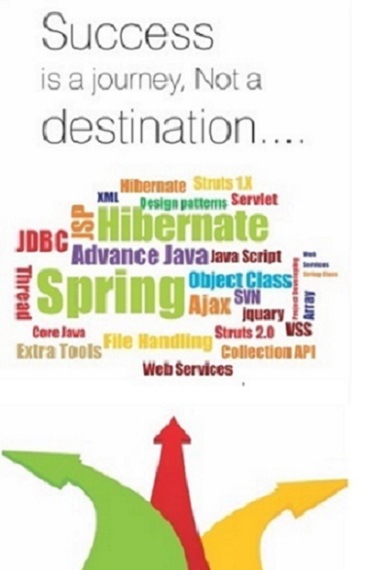 Success
is a journey, Not a
destination....
Hibernate Struts 1.X
XML Design patterns Servlet
JSP Hibernate
JDBC
Advance Java Java Script
Web
Services
Thread Spring Object Class
Ajax SVN
Array
jquary
Core Java File Handling Struts 2.0 VSS
Extra Tools Collection API
Web Services